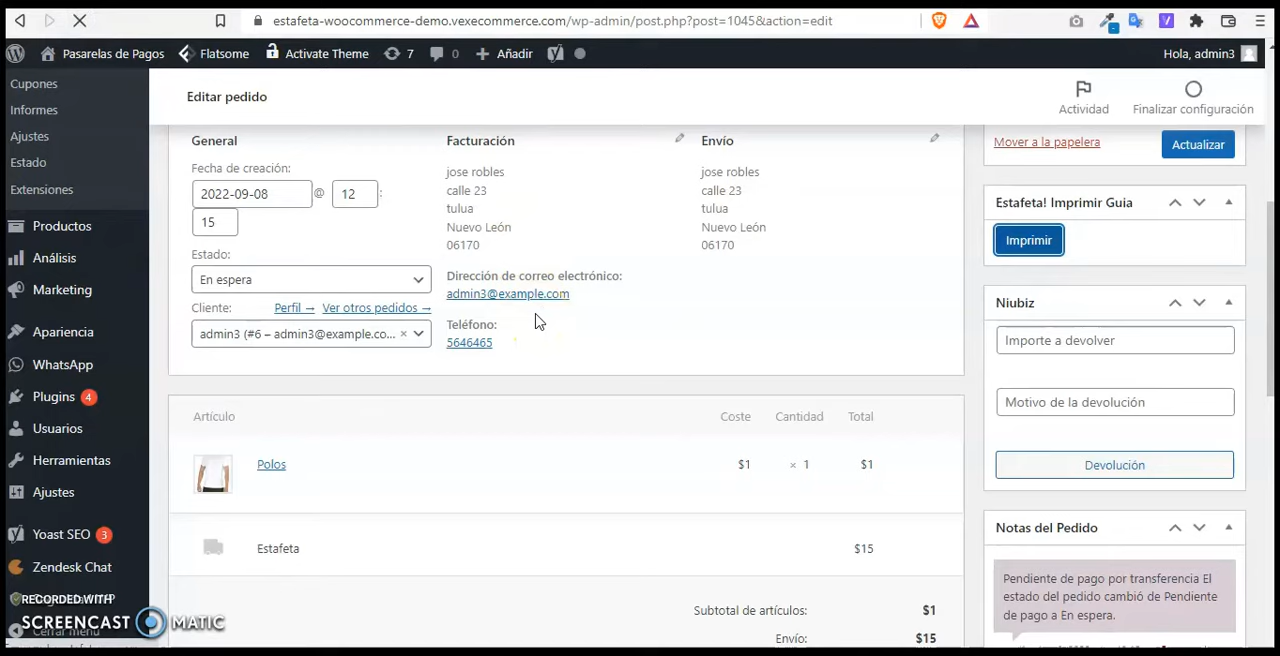 estafeta-woocommerce-demo.vexecommerce.com/wp-admin/post.php?post=1045&action=edit
Pasarelas de Pagos Flatsome Activate Theme 7 0 Añadir Hola, admin3
Cupones
Informes
Ajustes
Estado
Extensiones
Productos
Análisis
Marketing
Apariencia
WhatsApp
Plugins 4
Usuarios
Herramientas
Ajustes
Yoast SEO 3
Zendesk Chat
Cerrar menú
RECORDED WITH
SCREENCAST MATIC
Editar pedido
Actividad
Finalizar configuración
General
Fecha de creación:
2022-09-08 @ 12 :
15
Estado:
En espera
Cliente: Perfil → Ver otros pedidos →
admin3 (#6 – admin3@example.co... ×
Facturación
jose robles
calle 23
tulua
Nuevo León
06170
Dirección de correo electrónico:
admin3@example.com
Teléfono:
5646465
Envío
jose robles
calle 23
tulua
Nuevo León
06170
Artículo Coste Cantidad Total
Polos $1 × 1 $1
Estafeta $15
Subtotal de artículos: $1
Envío: $15
Mover a la papelera Actualizar
Estafeta! Imprimir Guia
Imprimir
Niubiz
Importe a devolver
Motivo de la devolución
Devolución
Notas del Pedido
Pendiente de pago por transferencia El
estado del pedido cambió de Pendiente
de pago a En espera.